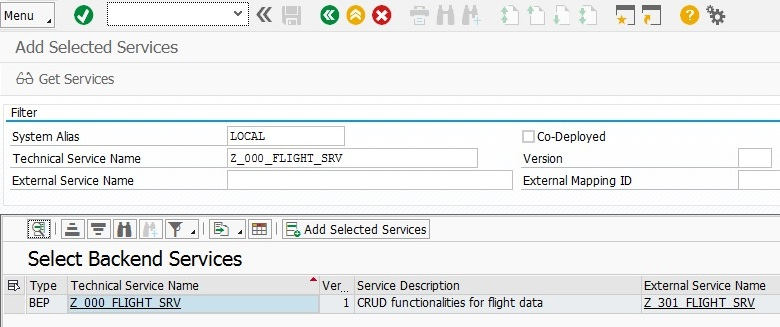 Menu
Add Selected Services
Get Services
Filter
System Alias LOCAL Co-Deployed
Technical Service Name Z_000_FLIGHT_SRV Version
External Service Name External Mapping ID
Add Selected Services
Select Backend Services
Type Technical Service Name Ver... Service Description External Service Name
BEP Z_000_FLIGHT_SRV 1 CRUD functionalities for flight data Z_301_FLIGHT_SRV